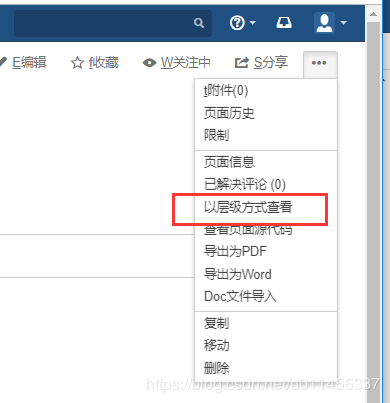 E编辑 t收藏 W关注中 S分享
t附件(0)
页面历史
限制
页面信息
已解决评论 (0)
以层级方式查看
查看页面源代码
导出为PDF
导出为Word
Doc文件导入
复制
移动
删除
https://blog.csdn.net/u011456337